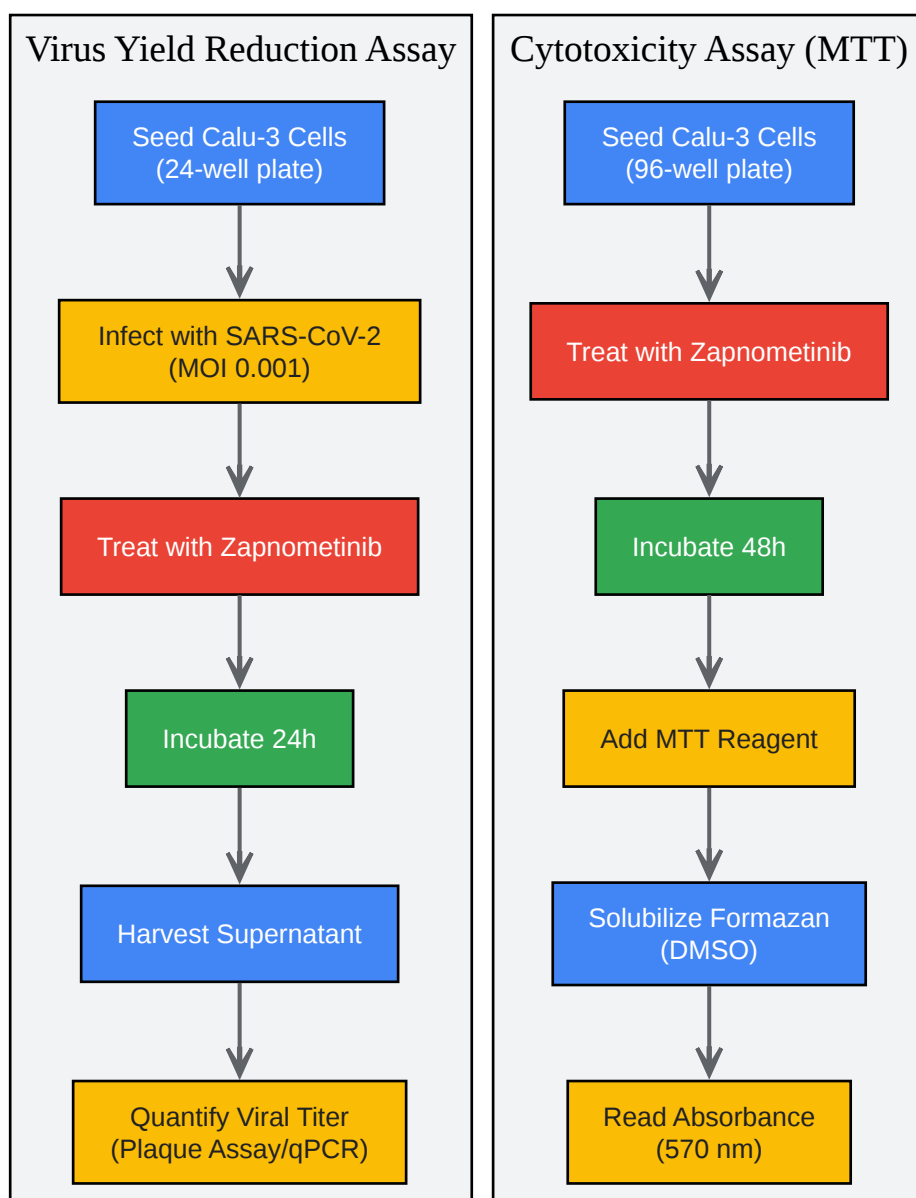 Virus Yield Reduction Assay
Seed Calu-3 Cells
(24-well plate)
Infect with SARS-CoV-2
(MOI 0.001)
Treat with Zapnometinib
Incubate 24h
Harvest Supernatant
Quantify Viral Titer
(Plaque Assay/qPCR)
Cytotoxicity Assay (MTT)
Seed Calu-3 Cells
(96-well plate)
Treat with Zapnometinib
Incubate 48h
Add MTT Reagent
Solubilize Formazan
(DMSO)
Read Absorbance
(570 nm)